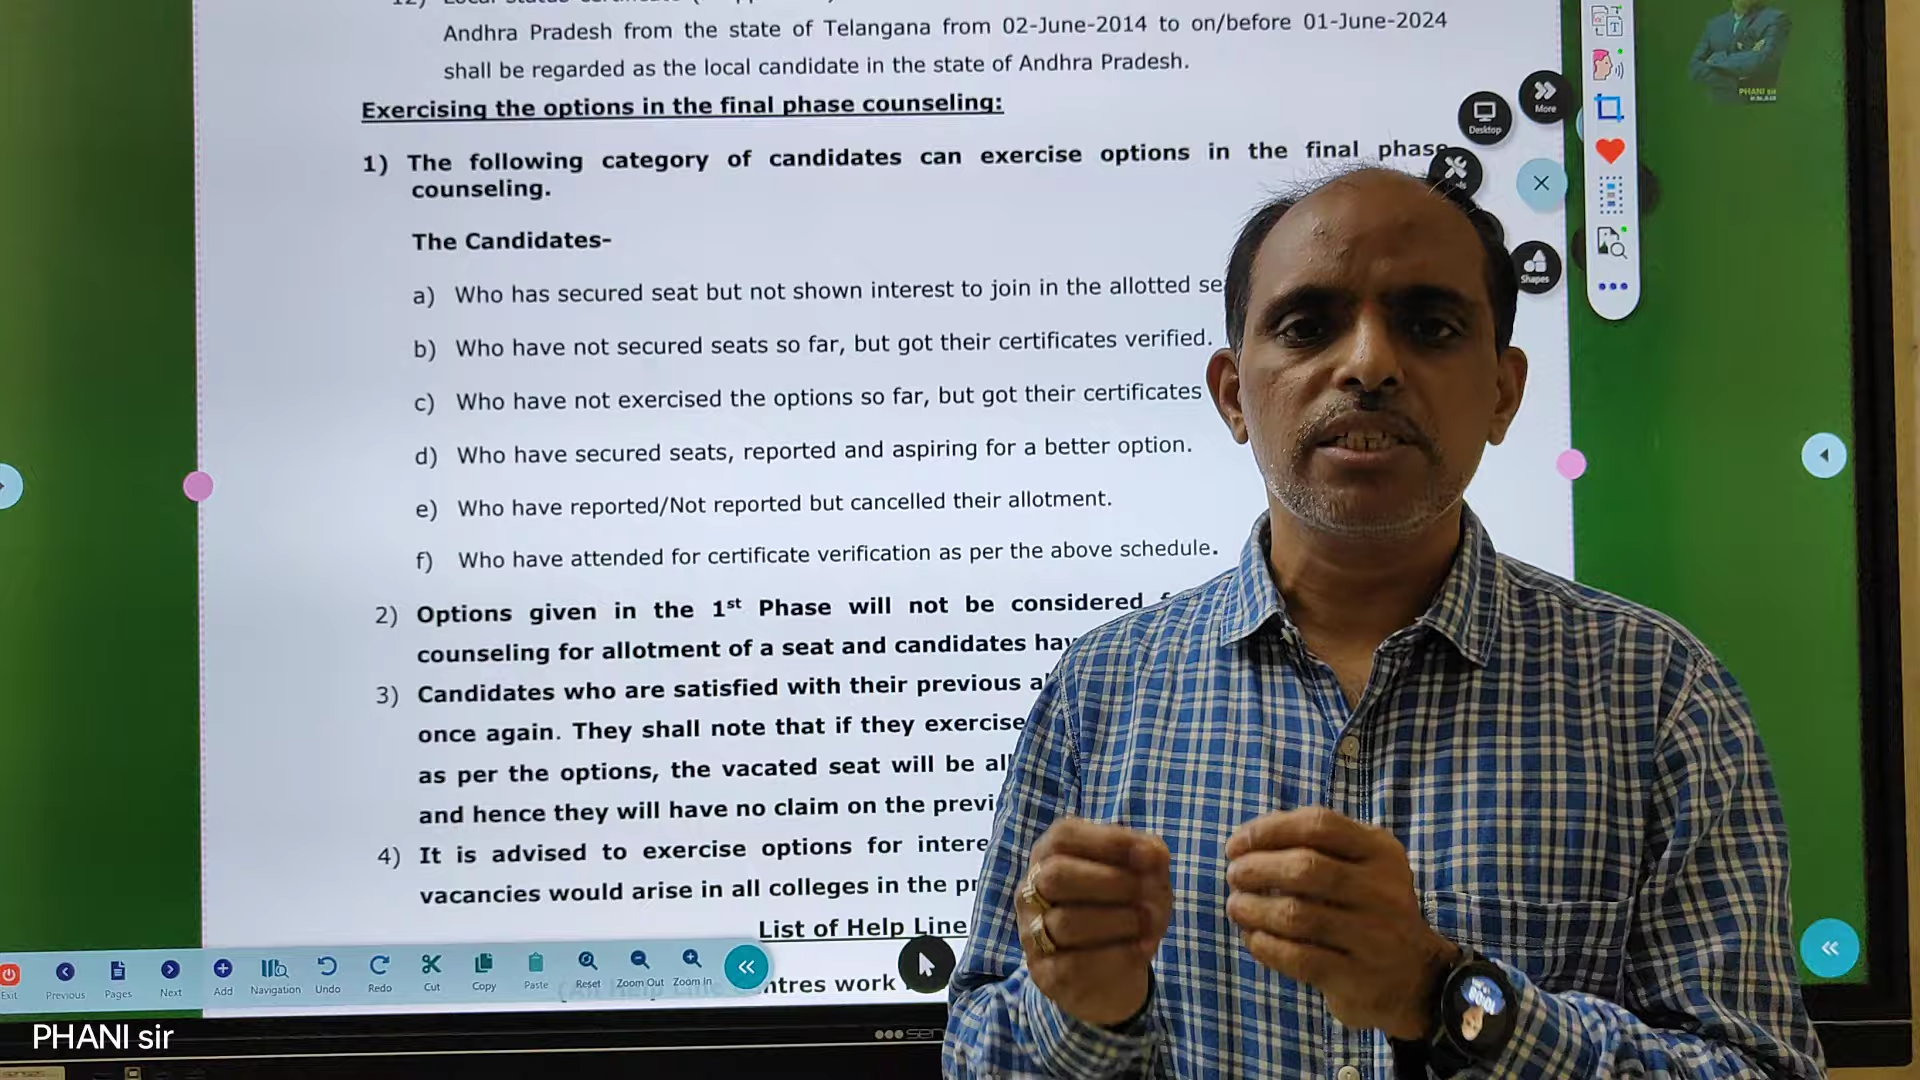 Andhra Pradesh from the state of Telangana from 02-June-2014 to on/before 01-June-2024
shall be regarded as the local candidate in the state of Andhra Pradesh.
Exercising the options in the final phase counseling:
1) The following category of candidates can exercise options in the final phase
counseling.
The Candidates-
a) Who has secured seat but not shown interest to join in the allotted
b) Who have not secured seats so far, but got their certificates verified.
c) Who have not exercised the options so far, but got their certificates
d) Who have secured seats, reported and aspiring for a better option.
e) Who have reported/Not reported but cancelled their allotment.
f) Who have attended for certificate verification as per the above schedule.
2) Options given in the 1st Phase will not be considered
counseling for allotment of a seat and candidates
3) Candidates who are satisfied with their previous
once again. They shall note that if they exercise
as per the options, the vacated seat will be
and hence they will have no claim on the
4) It is advised to exercise options for
vacancies would arise in all colleges in the
List of Help Line
work
More
Desktop
Shapes
PHANI sir
Exit Previous Pages Next Add Navigation Undo Redo Cut Copy Paste Reset Zoom Out Zoom In
PHANI sir